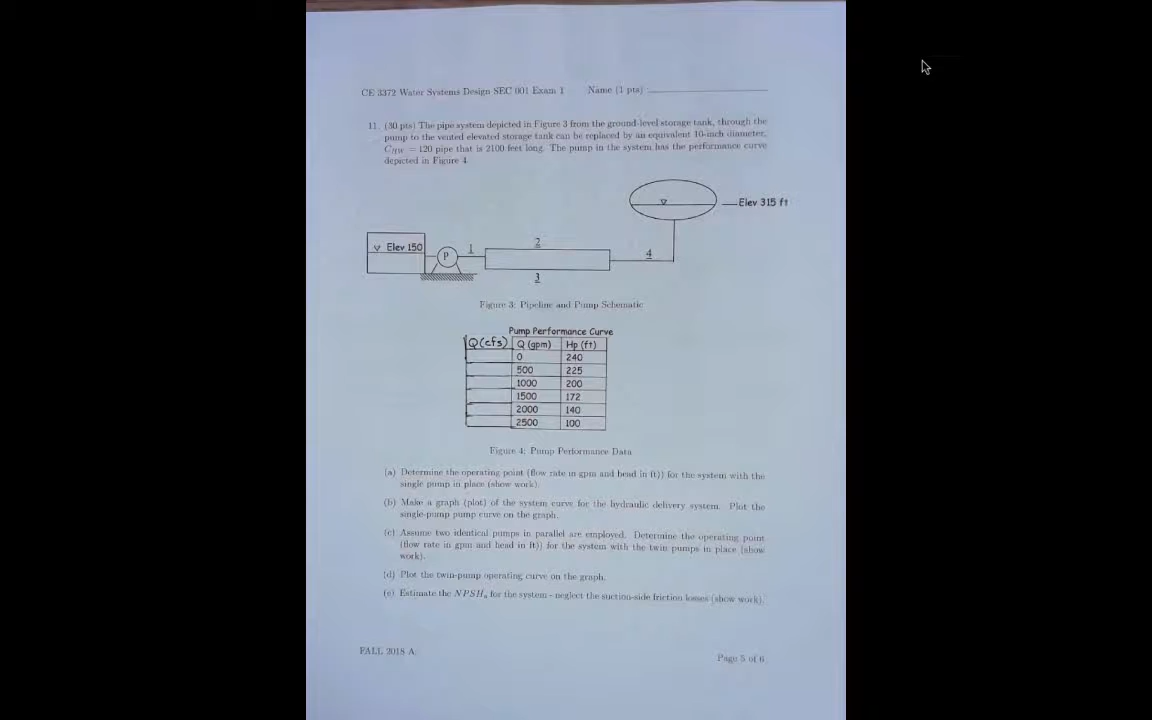 CE 3372 Water Systems Design SEC 001 Exam 1 Name (1 pts) :
11. (30 pts) The pipe system depicted in Figure 3 from the ground-level storage tank, through the
pump to the vented elevated storage tank can be replaced by an equivalent 10-inch diameter,
C_HW = 120 pipe that is 2100 feet long. The pump in the system has the performance curve
depicted in Figure 4
Elev 315 ft
Elev 150
P
1
2
3
4
Figure 3: Pipeline and Pump Schematic
Pump Performance Curve
Q(cfs) Q (gpm) Hp (ft)
0 240
500 225
1000 200
1500 172
2000 140
2500 100
Figure 4: Pump Performance Data
(a) Determine the operating point (flow rate in gpm and head in ft)) for the system with the
single pump in place (show work).
(b) Make a graph (plot) of the system curve for the hydraulic delivery system. Plot the
single-pump pump curve on the graph.
(c) Assume two identical pumps in parallel are employed. Determine the operating point
(flow rate in gpm and head in ft)) for the system with the twin pumps in place (show
work).
(d) Plot the twin-pump operating curve on the graph.
(e) Estimate the NPSHa for the system - neglect the suction-side friction losses (show work).
FALL 2018 A
Page 5 of 6